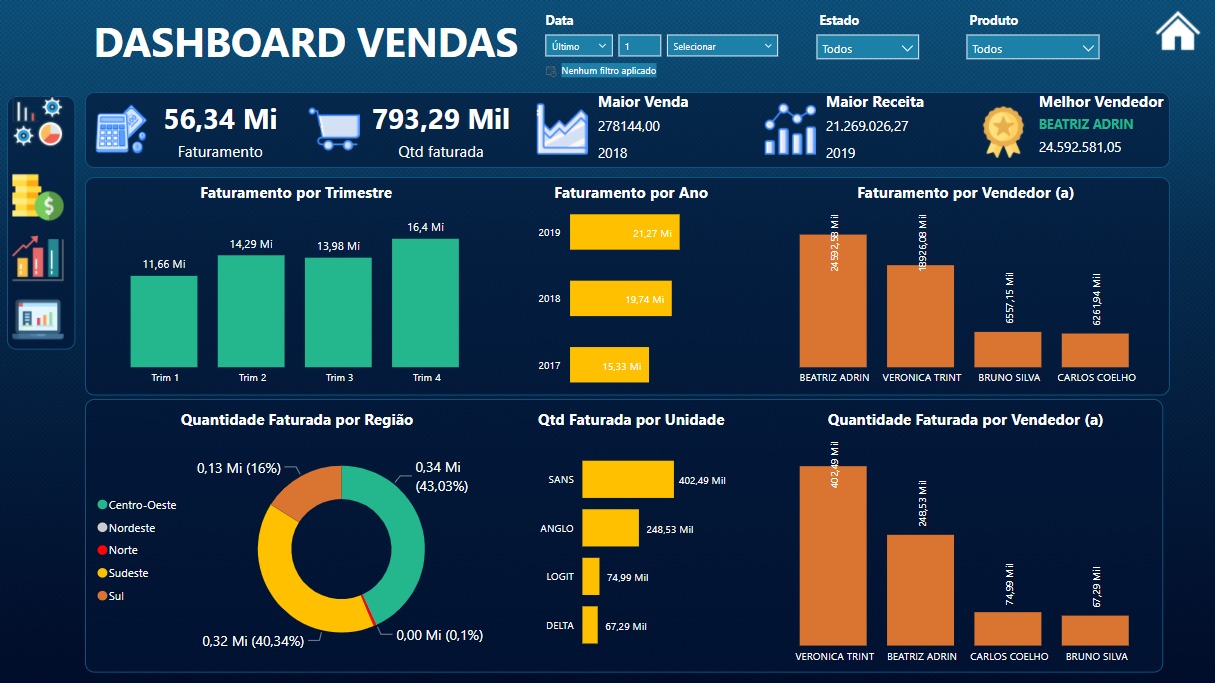 DASHBOARD VENDAS
Data
Último
1
Selecionar
Nenhum filtro aplicado
Estado
Todos
Produto
Todos
56,34 Mi
Faturamento
793,29 Mil
Qtd faturada
Maior Venda
278144,00
2018
Maior Receita
21.269.026,27
2019
Melhor Vendedor
BEATRIZ ADRIN
24.592.581,05
Faturamento por Trimestre
11,66 Mi
14,29 Mi
13,98 Mi
16,4 Mi
Trim 1
Trim 2
Trim 3
Trim 4
Faturamento por Ano
2019
21,27 Mi
2018
19,74 Mi
2017
15,33 Mi
Faturamento por Vendedor (a)
24592,58 Mil
18926,08 Mil
6557,15 Mil
6261,94 Mil
BEATRIZ ADRIN
VERONICA TRINT
BRUNO SILVA
CARLOS COELHO
Quantidade Faturada por Região
Centro-Oeste
Nordeste
Norte
Sudeste
Sul
0,13 Mi (16%)
0,34 Mi
(43,03%)
0,32 Mi (40,34%)
0,00 Mi (0,1%)
Qtd Faturada por Unidade
SANS
402,49 Mil
ANGLO
248,53 Mil
LOGIT
74,99 Mil
DELTA
67,29 Mil
Quantidade Faturada por Vendedor (a)
402,49 Mil
248,53 Mil
74,99 Mil
67,29 Mil
VERONICA TRINT
BEATRIZ ADRIN
CARLOS COELHO
BRUNO SILVA